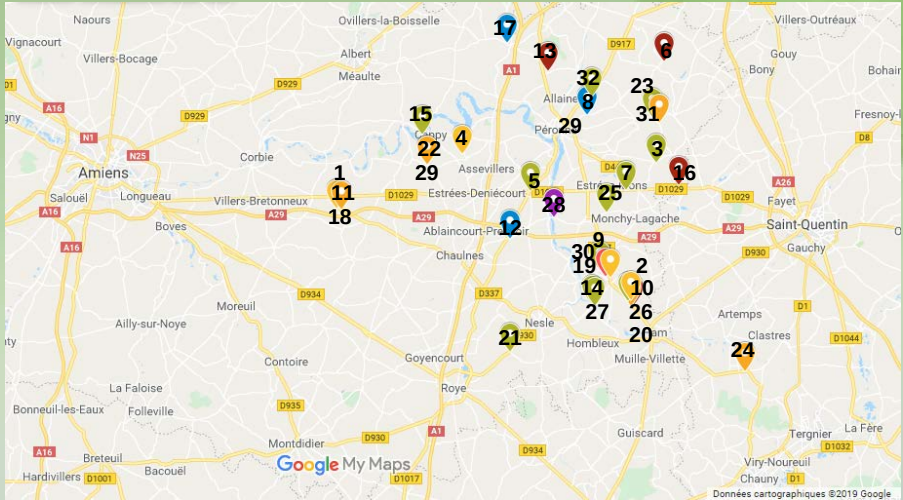 Naours
Ovillers-la-Boisselle
17
Villers-Outréaux
Vignacourt
Villers-Bocage
Albert
13
D917
6
Gouy
Méaulte
A1
Bony
Bohain
01
D929
32
23
A16
15
Allaine
8
31
Fresnoy-l
gny
D929
Cappy
4
29
Péro
N1
D8
N25
Corbie
22
3
Amiens
1
29
Assevillers
5
7
16
A26
Salouël
Longueau
11
D1029
Estrées-Deniécourt
25
D1029
Fayet
Villers-Bretonneux
28
A16
A29
18
A29
Monchy-Lagache
Saint-Quentin
Boves
12
A29
A16
Chaulnes
9
30
D930
Gauchy
19
2
D934
D337
14
10
D1
Moreuil
27
26
Artemps
Ailly-sur-Noye
Nesle
20
21
930
Hombleux
Clastres
D1044
Goyencourt
Muille-Villette
24
Contoire
Roye
La Faloise
Bonneuil-les-Eaux
Folleville
D935
A1
Guiscard
La Fère
Montdidier
D930
Tergnier
D1032
A16
Breteuil
D934
Viry-Noureuil
Google My Maps
Hardivillers
D1001
Bacouël
D1017
Chauny
D1
Données cartographiques ©2019 Google